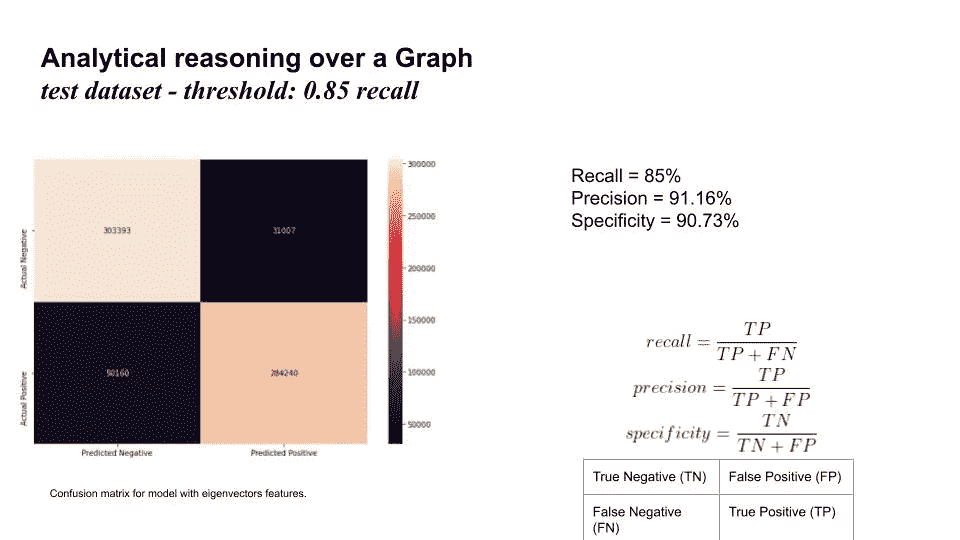 Analytical reasoning over a Graph
test dataset - threshold: 0.85 recall
Recall = 85%
Precision = 91.16%
Specificity = 90.73%
Actual Negative
Actual Positive
303393
31007
50160
284240
Predicted Negative
Predicted Positive
300000
250000
200000
150000
100000
50000
recall = TP / TP + FN
precision = TP / TP + FP
specificity = TN / TN + FP
True Negative (TN)
False Positive (FP)
False Negative
(FN)
True Positive (TP)
Confusion matrix for model with eigenvectors features.